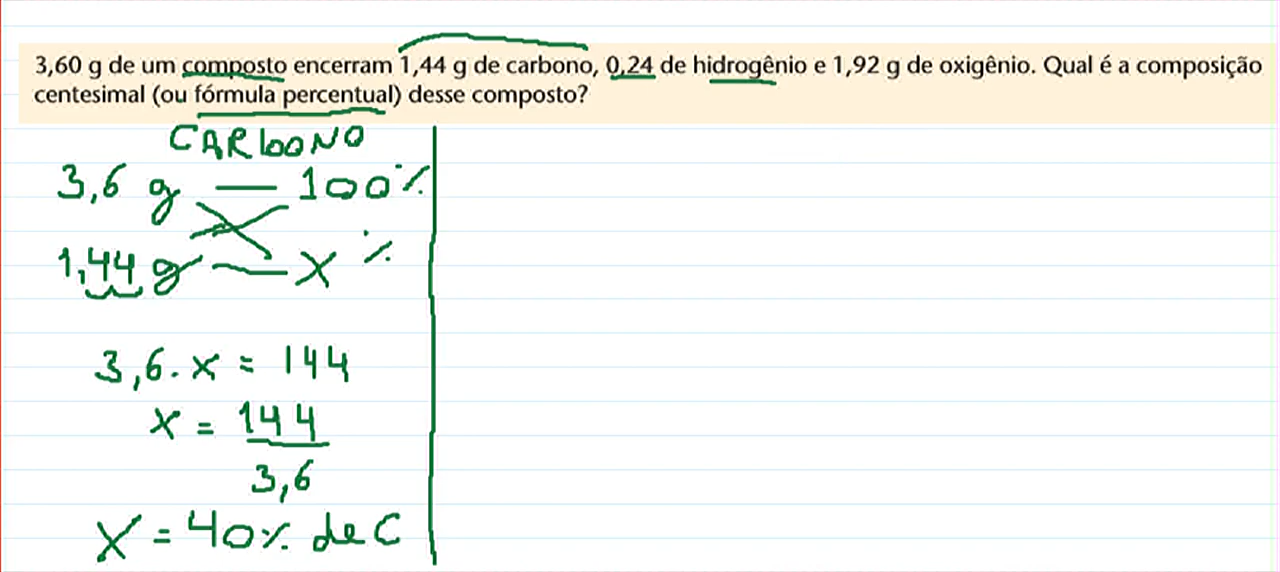 3,60 g de um composto encerram 1,44 g de carbono, 0,24 de hidrogênio e 1,92 g de oxigênio. Qual é a composição
centesimal (ou fórmula percentual) desse composto?
CARbONO
3,6 g — 100%
1,44 g — X %
3,6 . x = 144
x = 144
3,6
X = 40% de C